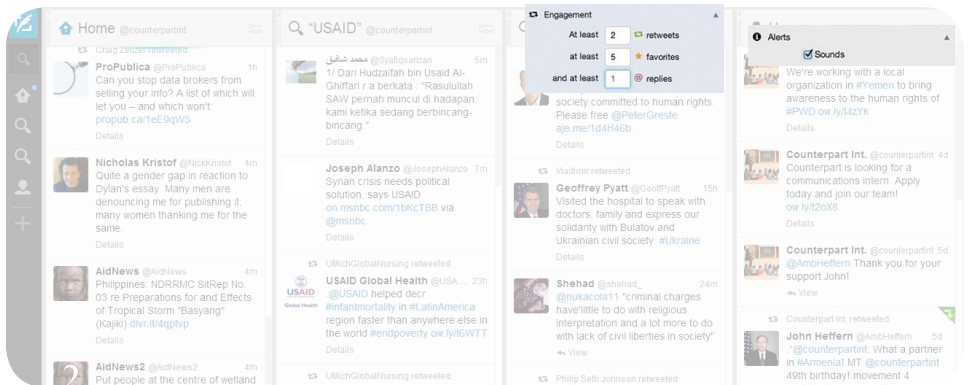 Home @counterpartint
Craig Zelizer retweeted
ProPublica @ProPublica 1h
Can you stop data brokers from
selling your info? A list of which will
let you – and which won't:
propub.ca/1eE9qW5
Details
Nicholas Kristof @NickKristof 4m
Quite a gender gap in reaction to
Dylan's essay. Many men are
denouncing me for publishing it;
many women thanking me for the
same.
Details
AidNews @AidNews 4m
Philippines: NDRRMC SitRep No.
03 re Preparations for and Effects
of Tropical Storm "Basyang"
(Kajiki) dlvr.it/4qptvp
Details
AidNews2 @AidNews2 4m
Put people at the centre of wetland
“USAID” @counterpartint
محمد شافيق @Syafiqsanizan 5m
1/ Dari Hudzaifah bin Usaid Al-
Ghiffari r.a berkata : "Rasulullah
SAW pernah muncul di hadapan
kami ketika sedang berbincang-
bincang."
Details
Joseph Alanzo @JosephAlanzo 7m
Syrian crisis needs political
solution, says USAID
on.msnbc.com/1bKcTBB via
@msnbc
Details
UMichGlobalNursing retweeted
USAID Global Health @USA... 23h
.@USAID helped decr
#infantmortality in #LatinAmerica
region faster than anywhere else in
the world #endpoverty ow.ly/t6WTT
Details
UMichGlobalNursing retweeted
USAID
Global Health
Engagement
At least 2 retweets
at least 5 favorites
and at least 1 replies
society committed to human rights.
Please free @PeterGreste
aje.me/1d4H46b
Details
Vladimir retweeted
Geoffrey Pyatt @GeoffPyatt 15h
Visited the hospital to speak with
doctors, family and express our
solidarity with Bulatov and
Ukrainian civil society. #Ukraine
Details
Shehad @shehad_ 24m
@nukacola11 "criminal charges
have'little to do with religious
interpretation and a lot more to do
with lack of civil liberties in society"
View
Philip Seth Johnson retweeted
Alerts
Sounds
We're working with a local
organization in #Yemen to bring
awareness to the human rights of
#PWD ow.ly/t4zYk
Details
Counterpart Int. @counterpartint 4d
Counterpart is looking for a
communications intern. Apply
today and join our team!
ow.ly/t2oX8
Details
Counterpart Int. @counterpartint 5d
@AmbHeffern Thank you for your
support John!
View
Counterpart Int. retweeted
John Heffern @AmbHeffern 5d
."@counterpartint: What a partner
in #Armenia! MT @counterpartint
49th birthday! movement 4